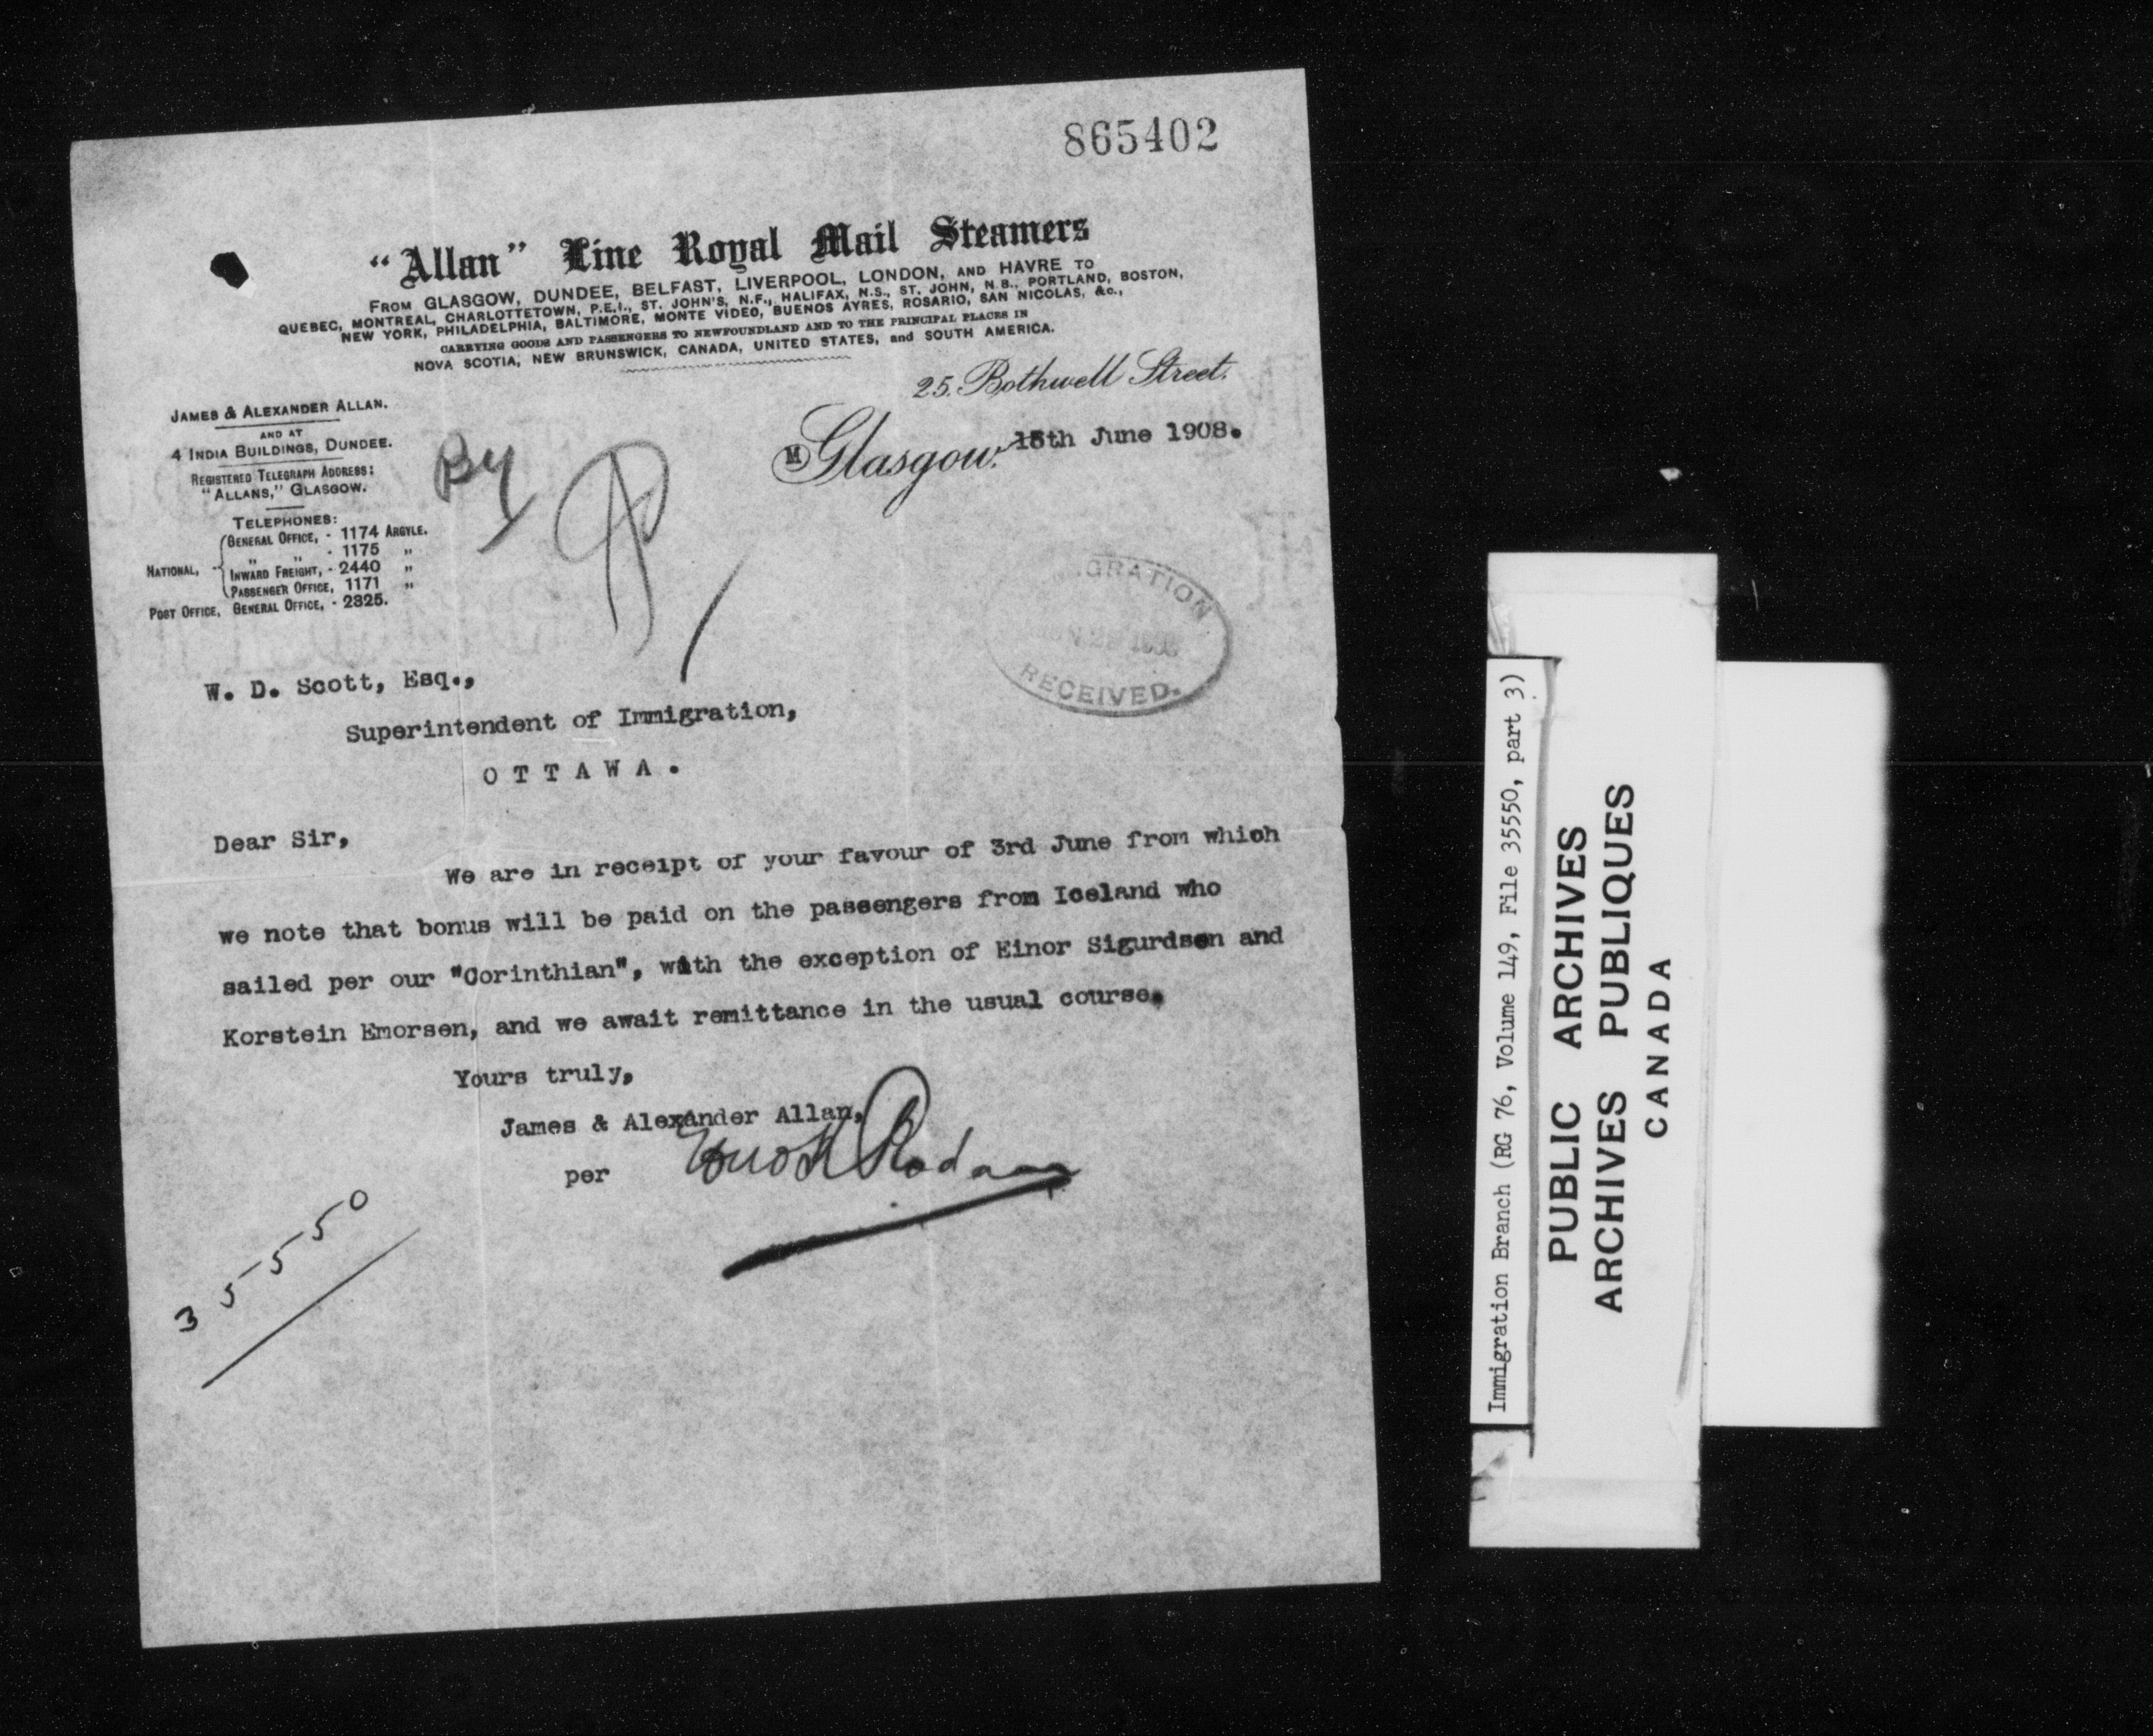 865402
"Allan" Line Royal Mail Steamers
FROM GLASGOW, DUNDEE, BELFAST, LIVERPOOL, LONDON, AND HAVRE TO
QUEBEC, MONTREAL, CHARLOTTETOWN, P.E.I., ST. JOHN'S, N.F., HALIFAX, N.S., ST. JOHN, N.B., PORTLAND, BOSTON,
NEW YORK, PHILADELPHIA, BALTIMORE, MONTE VIDEO, BUENOS AYRES, ROSARIO, SAN NICOLAS, &c.,
CARRYING GOODS AND PASSENGERS TO NEWFOUNDLAND AND TO THE PRINCIPAL PLACES IN
NOVA SCOTIA, NEW BRUNSWICK, CANADA, UNITED STATES, and SOUTH AMERICA.
25. Bothwell Street.
M Glasgow. 15th June 1908.
JAMES & ALEXANDER ALLAN.
AND AT
4 INDIA BUILDINGS, DUNDEE.
REGISTERED TELEGRAPH ADDRESS:
"ALLANS," GLASGOW.
TELEPHONES:
NATIONAL, - GENERAL OFFICE, - 1174 ARGYLE.
" " - 1175 "
INWARD FREIGHT, - 2440 "
PASSENGER OFFICE, 1171 "
POST OFFICE, GENERAL OFFICE, - 2325.
By
GRATION
RECEIVED.
W. D. Scott, Esq.,
Superintendent of Immigration,
OTTAWA.
Dear Sir,
We are in receipt of your favour of 3rd June from which
we note that bonus will be paid on the passengers from Iceland who
sailed per our "Corinthian", with the exception of Einor Sigurdson and
Korstein Emorsen, and we await remittance in the usual course.
Yours truly,
James & Alexander Allan,
per
35550
Immigration Branch (RG 76, Volume 149, File 35550, part 3)
PUBLIC ARCHIVES
ARCHIVES PUBLIQUES
CANADA